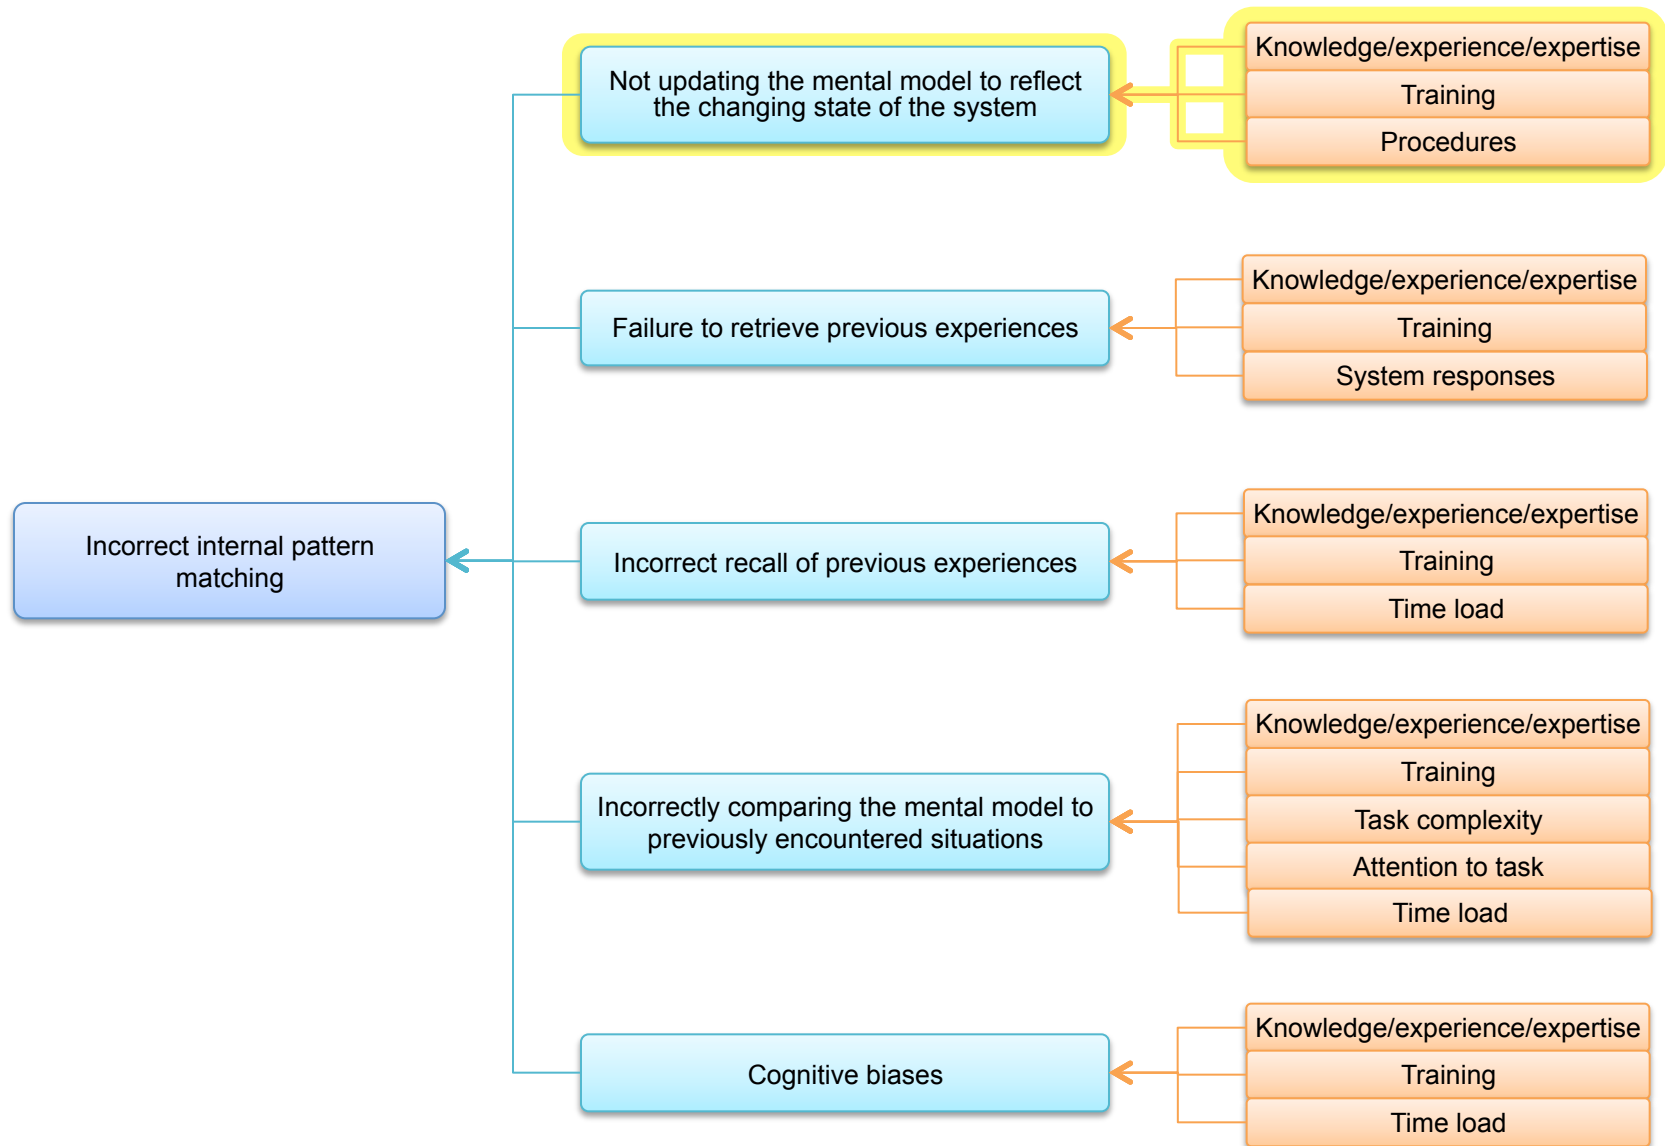 Incorrect internal pattern
matching
Not updating the mental model to reflect
the changing state of the system
Knowledge/experience/expertise
Training
Procedures
Failure to retrieve previous experiences
Knowledge/experience/expertise
Training
System responses
Incorrect recall of previous experiences
Knowledge/experience/expertise
Training
Time load
Incorrectly comparing the mental model to
previously encountered situations
Knowledge/experience/expertise
Training
Task complexity
Attention to task
Time load
Cognitive biases
Knowledge/experience/expertise
Training
Time load